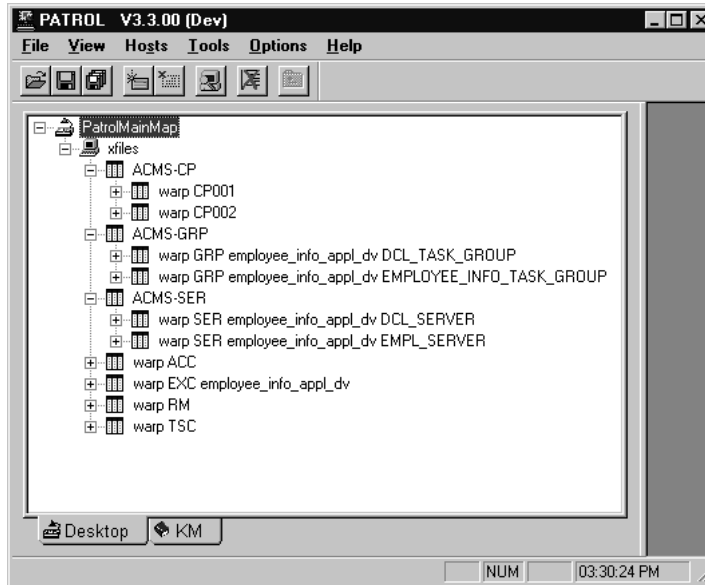 PATROL V3.3.00 (Dev)
File View Hosts Tools Options Help
PatrolMainMap
xfiles
ACMS-CP
warp CP001
warp CP002
ACMS-GRP
warp GRP employee_info_appl_dv DCL_TASK_GROUP
warp GRP employee_info_appl_dv EMPLOYEE_INFO_TASK_GROUP
ACMS-SER
warp SER employee_info_appl_dv DCL_SERVER
warp SER employee_info_appl_dv EMPL_SERVER
warp ACC
warp EXC employee_info_appl_dv
warp RM
warp TSC
Desktop KM
NUM 03:30:24 PM